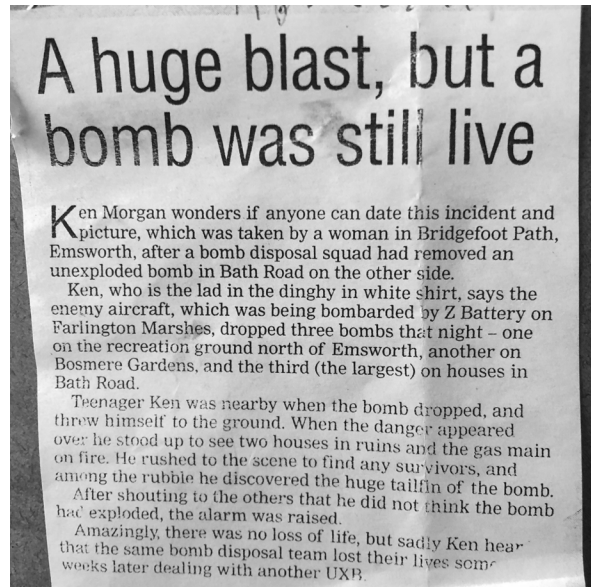 A huge blast, but a
bomb was still live
Ken Morgan wonders if anyone can date this incident and
picture, which was taken by a woman in Bridgefoot Path,
Emsworth, after a bomb disposal squad had removed an
unexploded bomb in Bath Road on the other side.
Ken, who is the lad in the dinghy in white shirt, says the
enemy aircraft, which was being bombarded by Z Battery on
Farlington Marshes, dropped three bombs that night – one
on the recreation ground north of Emsworth, another on
Bosmere Gardens, and the third (the largest) on houses in
Bath Road.
Teenager Ken was nearby when the bomb dropped, and
threw himself to the ground. When the danger appeared
over he stood up to see two houses in ruins and the gas main
on fire. He rushed to the scene to find any survivors, and
among the rubble he discovered the huge tailfin of the bomb.
After shouting to the others that he did not think the bomb
had exploded, the alarm was raised.
Amazingly, there was no loss of life, but sadly Ken hear
that the same bomb disposal team lost their lives some
weeks later dealing with another UXB.